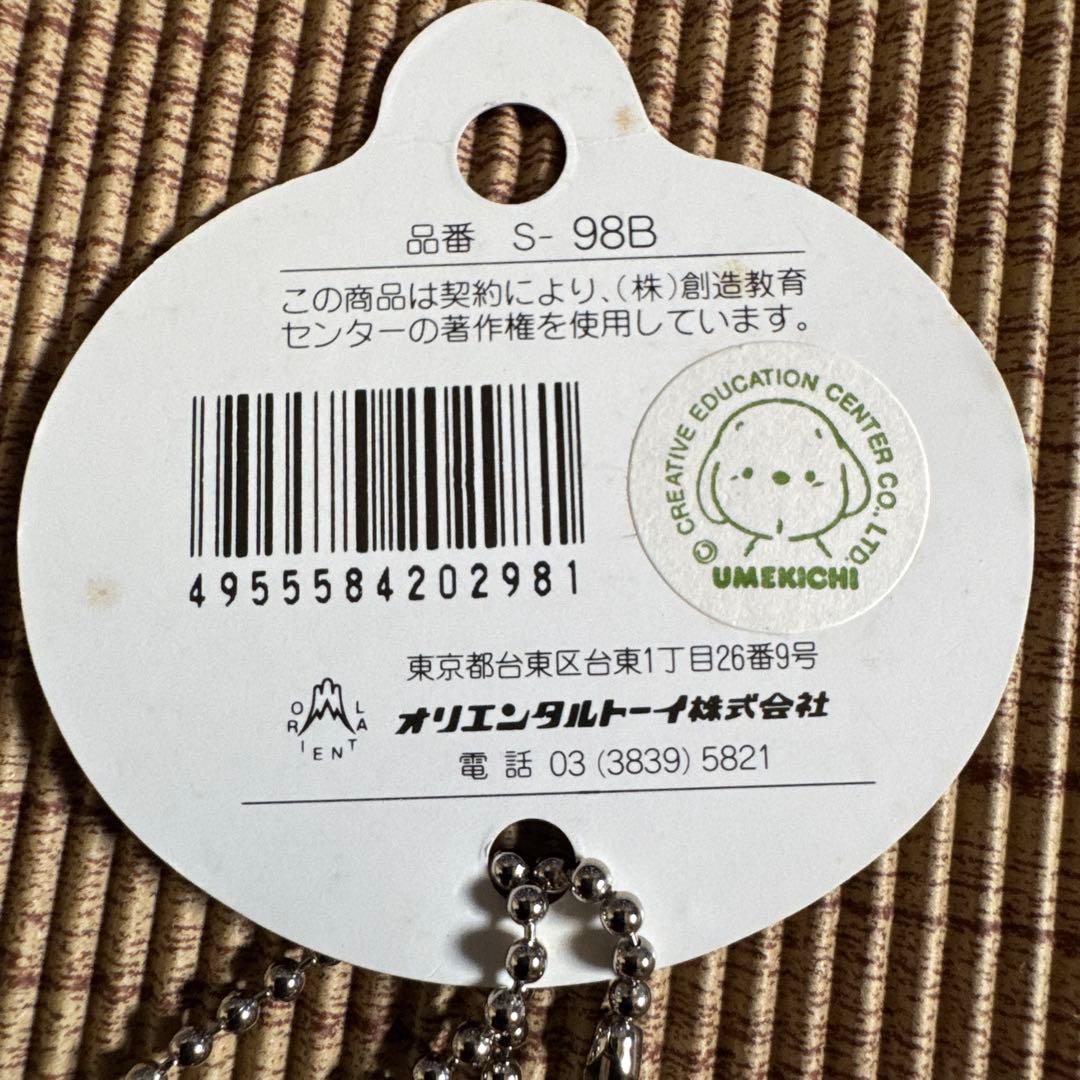 品番 S- 98B
この商品は契約により、(株)創造教育
センターの著作権を使用しています。
© CREATIVE EDUCATION CENTER CO., LTD.
UMEKICHI
4955584202981
東京都台東区台東1丁目26番9号
ORIENTAL
オリエンタルトーイ株式会社
電話 03 (3839) 5821